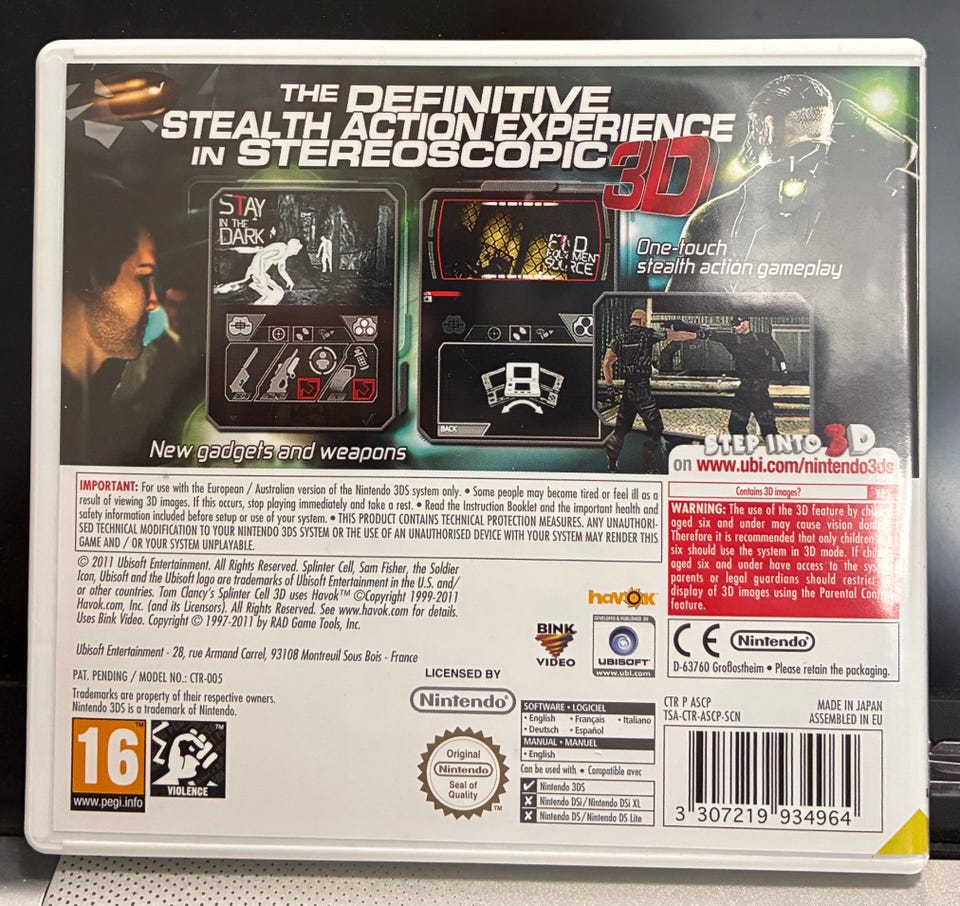 THE DEFINITIVE
STEALTH ACTION EXPERIENCE
IN STEREOSCOPIC 3D
STAY
IN THE
DARK
One-touch
stealth action gameplay
BACK
New gadgets and weapons
STEP INTO 3D
on www.ubi.com/nintendo3ds
IMPORTANT: For use with the European / Australian version of the Nintendo 3DS system only. • Some people may become tired or feel ill as a
result of viewing 3D images. If this occurs, stop playing immediately and take a rest. • Read the Instruction Booklet and the important health and
safety information included before setup or use of your system. • THIS PRODUCT CONTAINS TECHNICAL PROTECTION MEASURES. ANY UNAUTHORI-
SED TECHNICAL MODIFICATION TO YOUR NINTENDO 3DS SYSTEM OR THE USE OF AN UNAUTHORISED DEVICE WITH YOUR SYSTEM MAY RENDER THIS
GAME AND / OR YOUR SYSTEM UNPLAYABLE.
Contains 3D images? YES
WARNING: The use of the 3D feature by
aged six and under may cause vision
Therefore it is recommended that only children
six should use the system in 3D mode. If
aged six and under have access to the
parents or legal guardians should restrict
display of 3D images using the Parental
feature.
© 2011 Ubisoft Entertainment. All Rights Reserved. Splinter Cell, Sam Fisher, the Soldier
Icon, Ubisoft and the Ubisoft logo are trademarks of Ubisoft Entertainment in the U.S. and/
or other countries. Tom Clancy's Splinter Cell 3D uses Havok™ ©Copyright 1999-2011
Havok.com, Inc. (and its Licensors). All Rights Reserved. See www.havok.com for details.
Uses Bink Video. Copyright © 1997-2011 by RAD Game Tools, Inc.
havok
BINK
VIDEO
DEVELOPED & PUBLISHED BY
UBISOFT
www.ubi.com
CE Nintendo
D-63760 Großostheim • Please retain the packaging.
Ubisoft Entertainment - 28, rue Armand Carrel, 93108 Montreuil Sous Bois - France
PAT. PENDING / MODEL NO.: CTR-005
Trademarks are property of their respective owners.
Nintendo 3DS is a trademark of Nintendo.
LICENSED BY
Nintendo
16
www.pegi.info
VIOLENCE
Original
Nintendo
Seal of
Quality
SOFTWARE • LOGICIEL
• English • Français • Italiano
• Deutsch • Español
MANUAL • MANUEL
• English
Can be used with • Compatible avec
Nintendo 3DS
Nintendo DSi/Nintendo DSi XL
Nintendo DS/Nintendo DS Lite
CTR P ASCP
TSA-CTR-ASCP-SCN
MADE IN JAPAN
ASSEMBLED IN EU
3 307219 934964